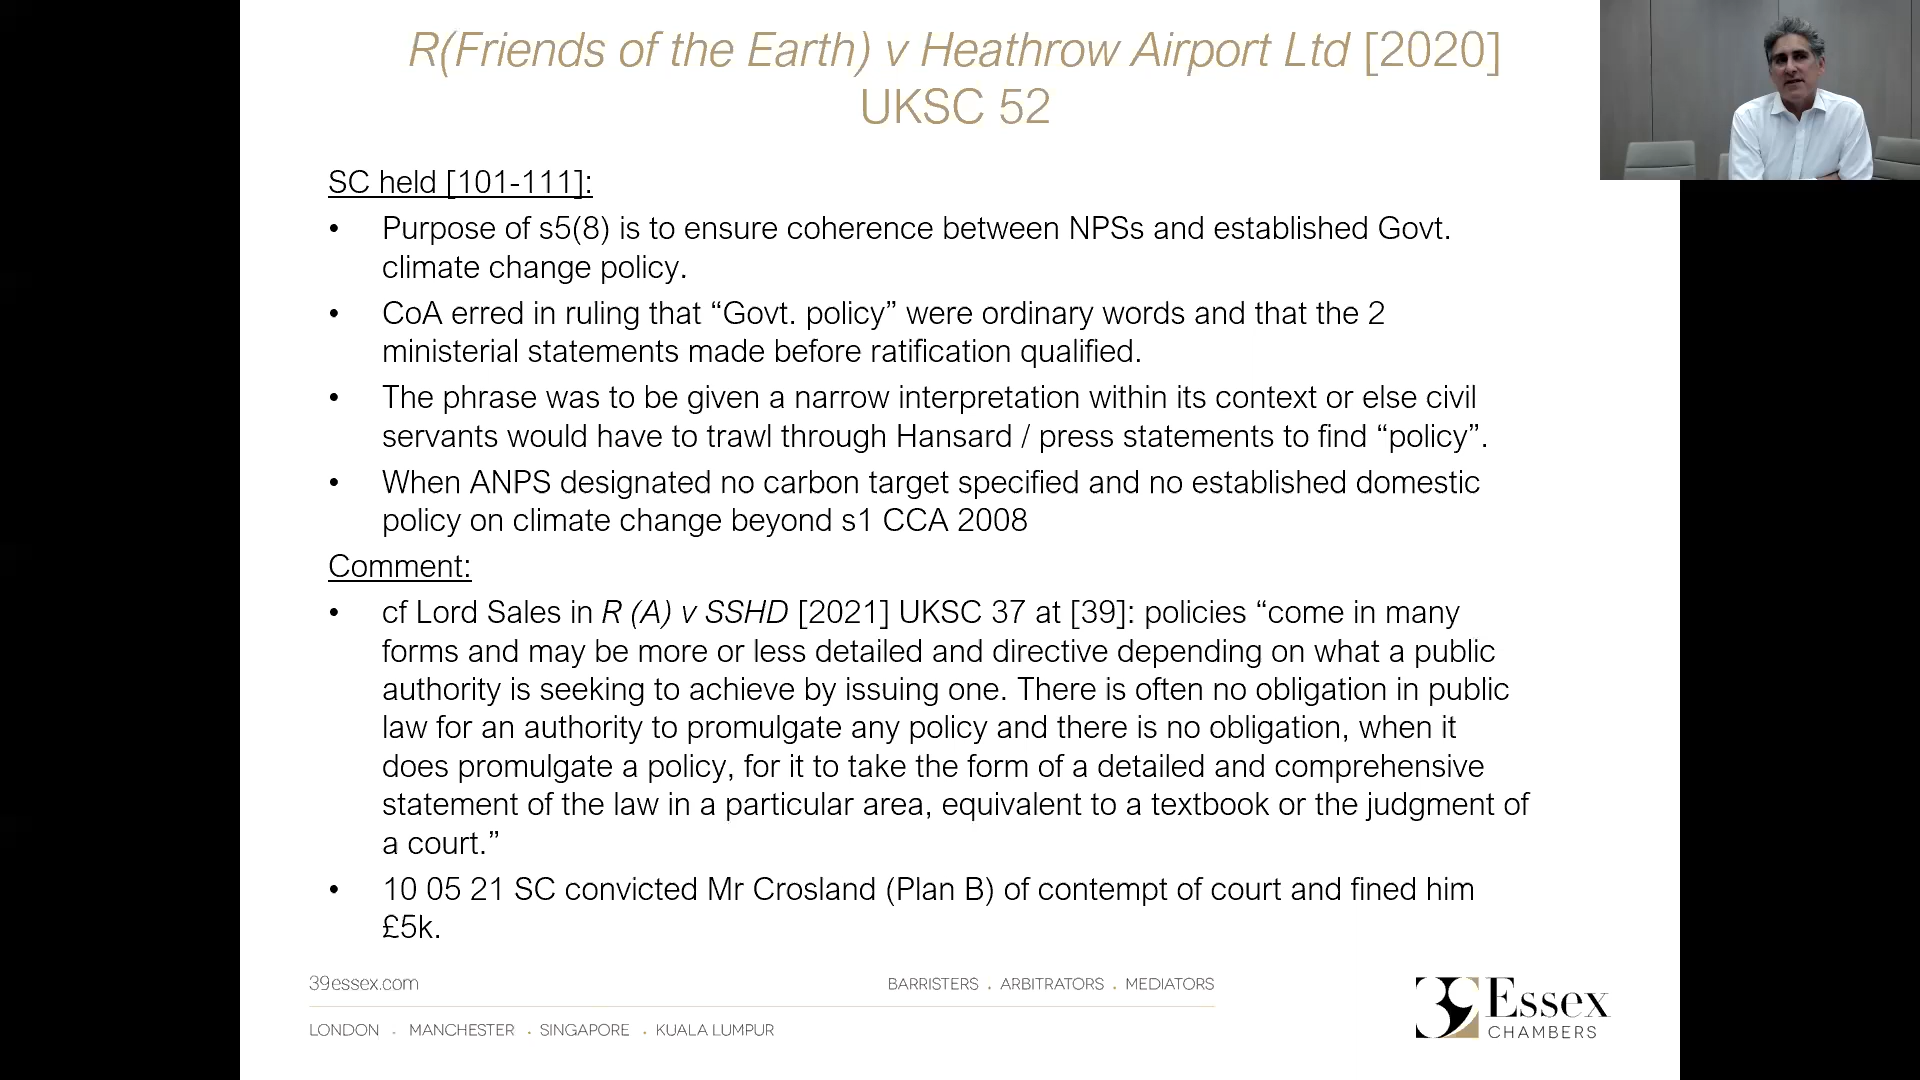 R(Friends of the Earth) v Heathrow Airport Ltd [2020]
UKSC 52
SC held [101-111]:
• Purpose of s5(8) is to ensure coherence between NPSs and established Govt.
climate change policy.
• CoA erred in ruling that “Govt. policy” were ordinary words and that the 2
ministerial statements made before ratification qualified.
• The phrase was to be given a narrow interpretation within its context or else civil
servants would have to trawl through Hansard / press statements to find “policy”.
• When ANPS designated no carbon target specified and no established domestic
policy on climate change beyond s1 CCA 2008
Comment:
• cf Lord Sales in R (A) v SSHD [2021] UKSC 37 at [39]: policies “come in many
forms and may be more or less detailed and directive depending on what a public
authority is seeking to achieve by issuing one. There is often no obligation in public
law for an authority to promulgate any policy and there is no obligation, when it
does promulgate a policy, for it to take the form of a detailed and comprehensive
statement of the law in a particular area, equivalent to a textbook or the judgment of
a court.”
• 10 05 21 SC convicted Mr Crosland (Plan B) of contempt of court and fined him
£5k.
39essex.com
BARRISTERS . ARBITRATORS . MEDIATORS
LONDON . MANCHESTER . SINGAPORE . KUALA LUMPUR
39 Essex
CHAMBERS